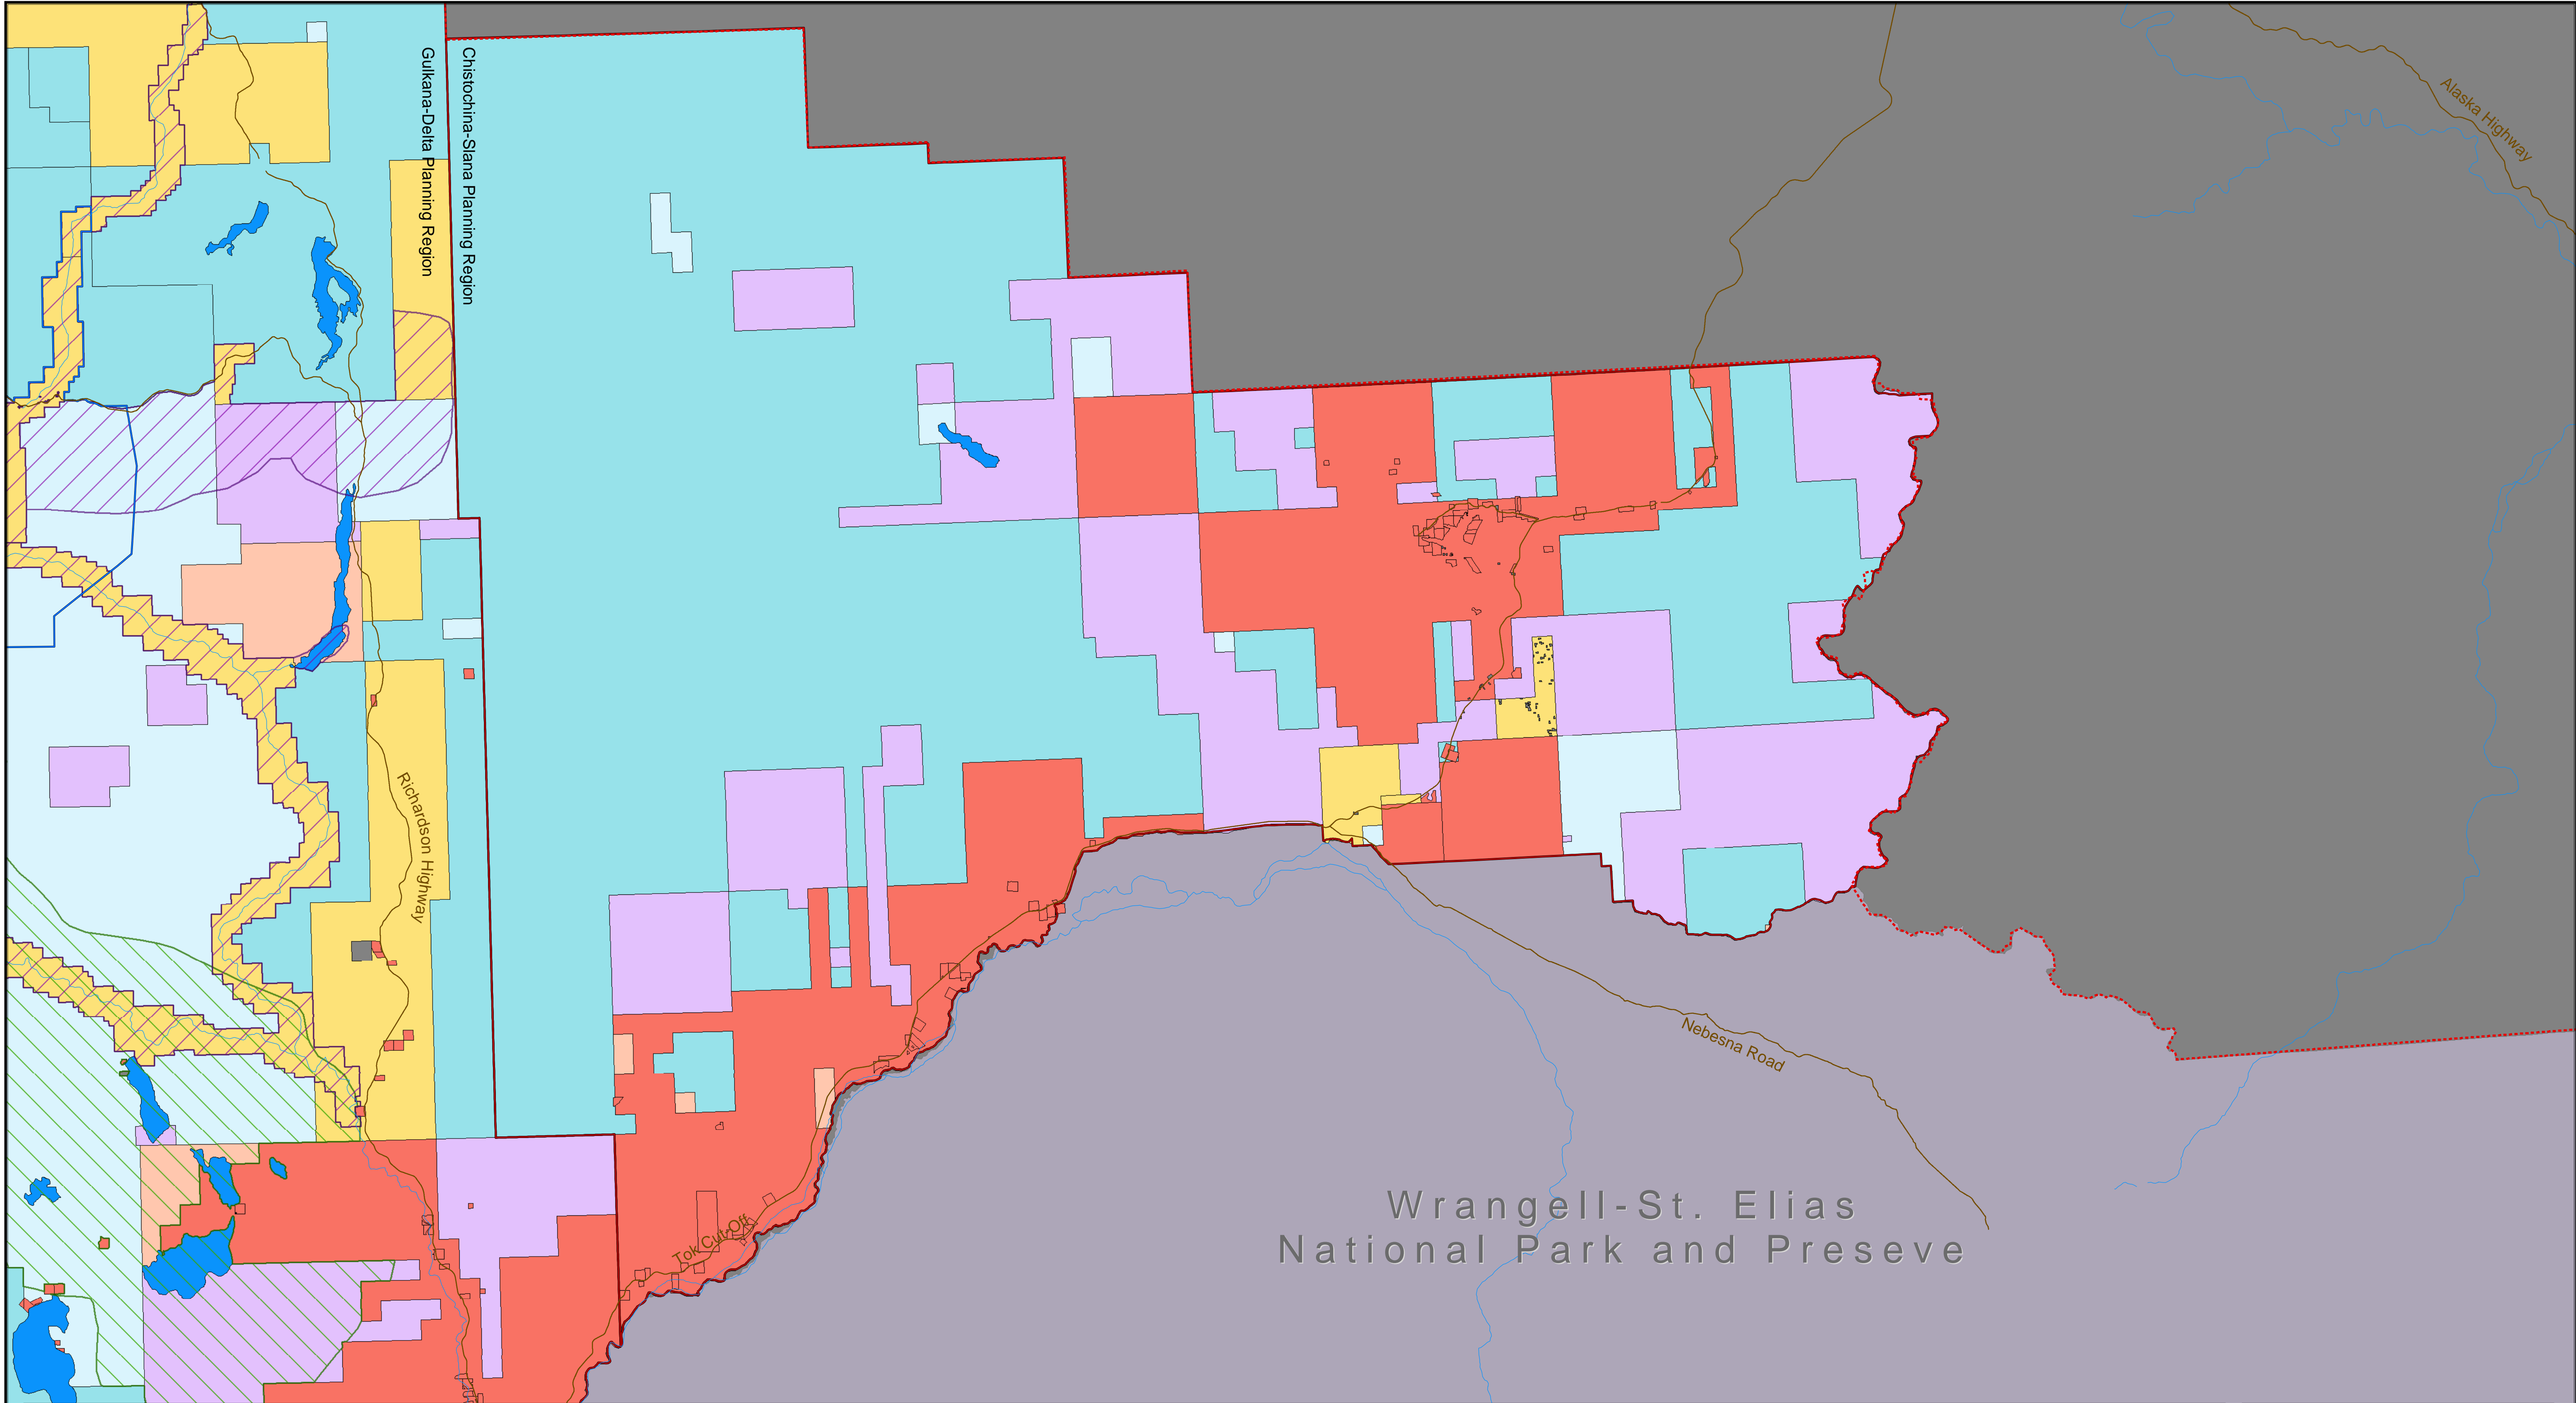 Gulkana-Delta Planning Region
Chistochina-Slana Planning Region
Alaska Highway
Richardson Highway
Nebesna Road
Tok Cut-Off
Wrangell-St. Elias
National Park and Preseve